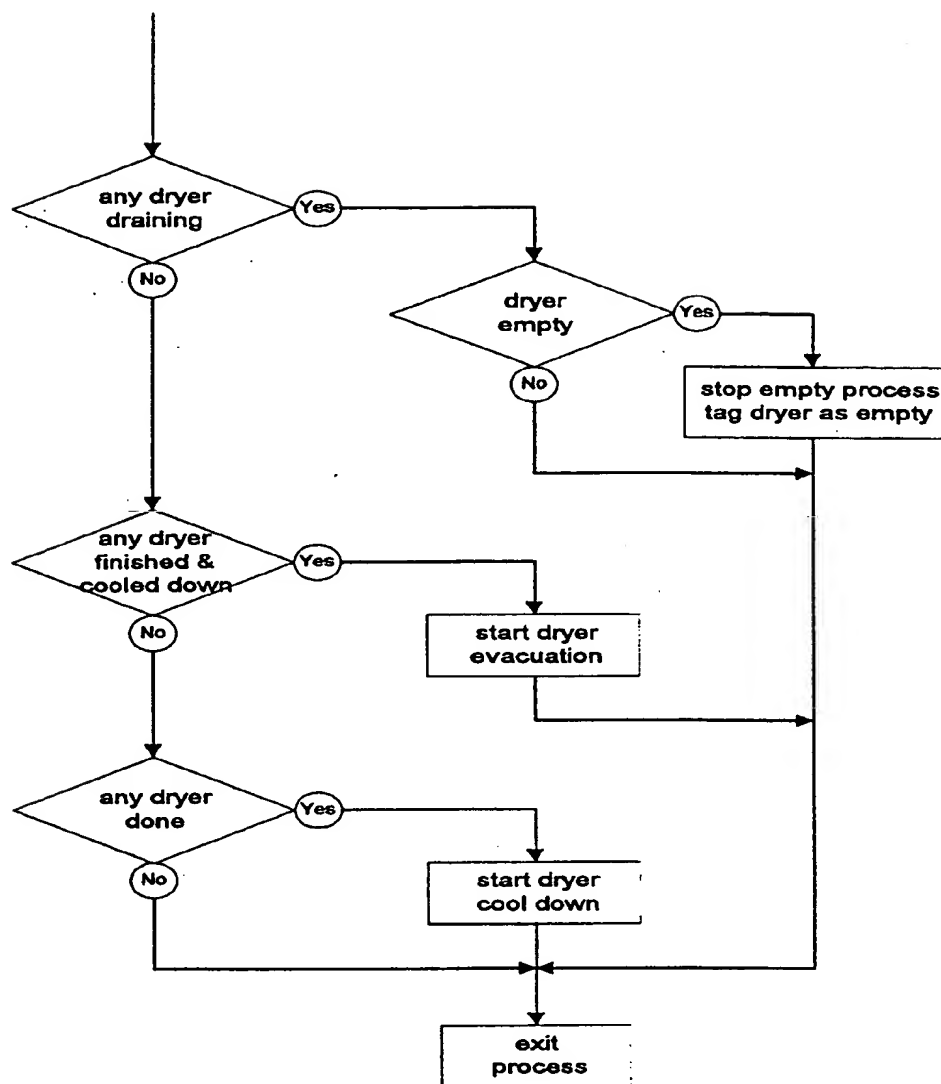 any dryer
draining
Yes
No
dryer
empty
Yes
No
stop empty process
tag dryer as empty
any dryer
finished &
cooled down
Yes
No
start dryer
evacuation
any dryer
done
Yes
No
start dryer
cool down
exit
process